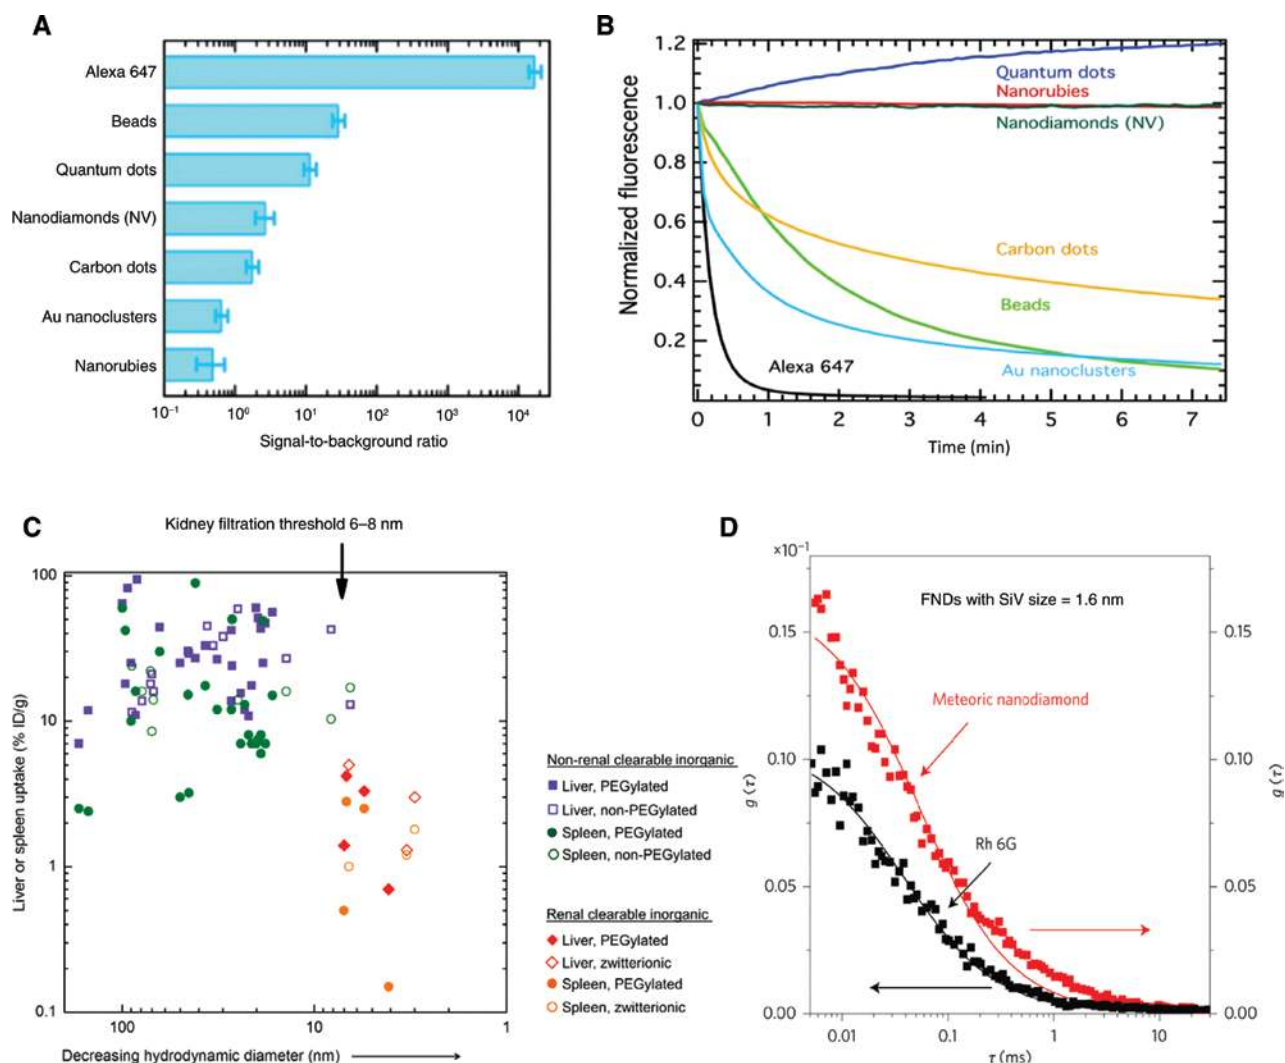 A
Alexa 647
Beads
Quantum dots
Nanodiamonds (NV)
Carbon dots
Au nanoclusters
Nanorubies
10⁻¹ 10⁰ 10¹ 10² 10³ 10⁴
Signal-to-background ratio
B
Normalized fluorescence
1.2
1.0
0.8
0.6
0.4
0.2
Quantum dots
Nanorubies
Nanodiamonds (NV)
Carbon dots
Beads
Alexa 647
Au nanoclusters
0 1 2 3 4 5 6 7
Time (min)
C
Kidney filtration threshold 6–8 nm
Liver or spleen uptake (% ID/g)
100
10
1
0.1
100 10 1
Decreasing hydrodynamic diameter (nm)
Non-renal clearable inorganic
Liver, PEGylated
Liver, non-PEGylated
Spleen, PEGylated
Spleen, non-PEGylated
Renal clearable inorganic
Liver, PEGylated
Liver, zwitterionic
Spleen, PEGylated
Spleen, zwitterionic
D
×10⁻¹
FNDs with SiV size = 1.6 nm
g (τ)
0.15
0.10
0.05
0.00
Meteoric nanodiamond
Rh 6G
0.15
0.10
0.05
0.00
g (τ)
0.01 0.1 1 10
τ (ms)